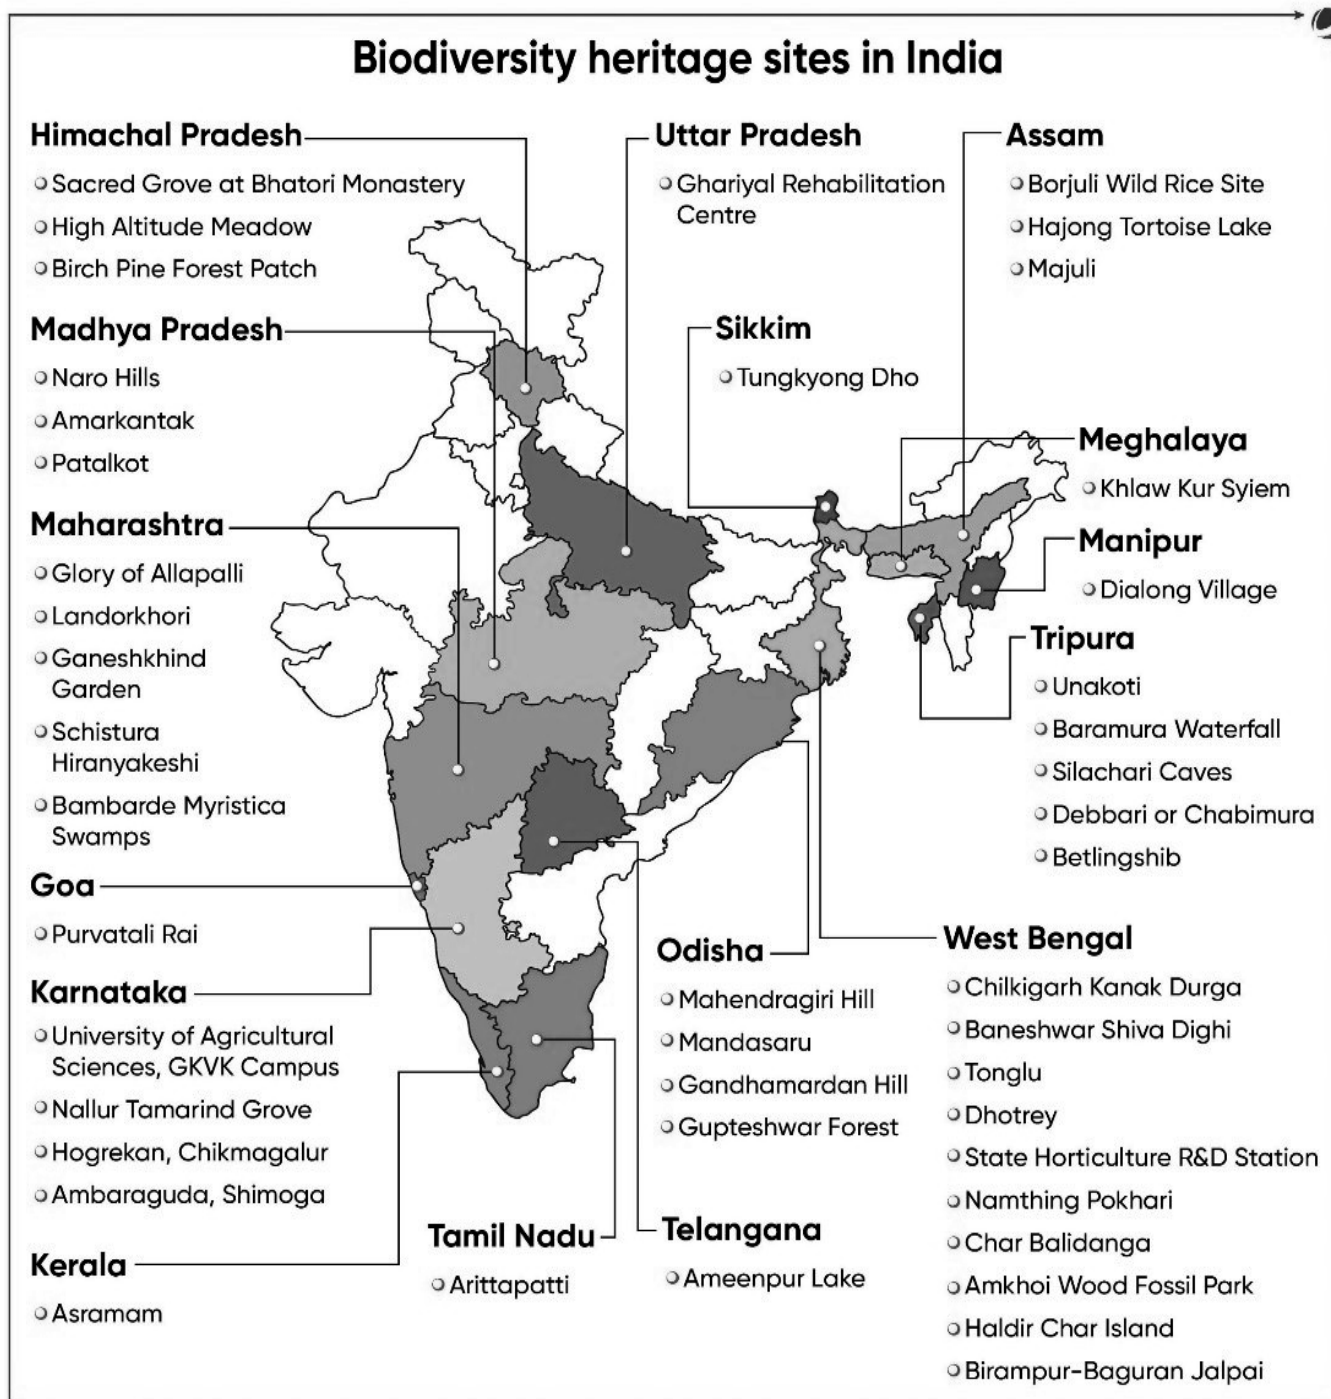 Biodiversity heritage sites in India
Himachal Pradesh
Sacred Grove at Bhatori Monastery
High Altitude Meadow
Birch Pine Forest Patch
Uttar Pradesh
Ghariyal Rehabilitation
Centre
Assam
Borjuli Wild Rice Site
Hajong Tortoise Lake
Majuli
Madhya Pradesh
Naro Hills
Amarkantak
Patalkot
Sikkim
Tungkyong Dho
Meghalaya
Khlaw Kur Syiem
Manipur
Dialong Village
Maharashtra
Glory of Allapalli
Landorkhori
Ganeshkhind
Garden
Schistura
Hiranyakeshi
Bambarde Myristica
Swamps
Tripura
Unakoti
Baramura Waterfall
Silachari Caves
Debbari or Chabimura
Betlingshib
Goa
Purvatali Rai
Karnataka
University of Agricultural
Sciences, GKVK Campus
Nallur Tamarind Grove
Hogrekan, Chikmagalur
Ambaraguda, Shimoga
Odisha
Mahendragiri Hill
Mandasaru
Gandhamardan Hill
Gupteshwar Forest
West Bengal
Chilkigarh Kanak Durga
Baneshwar Shiva Dighi
Tonglu
Dhotrey
State Horticulture R&D Station
Namthing Pokhari
Char Balidanga
Amkhoi Wood Fossil Park
Haldir Char Island
Birampur-Baguran Jalpai
Kerala
Asramam
Tamil Nadu
Arittapatti
Telangana
Ameenpur Lake